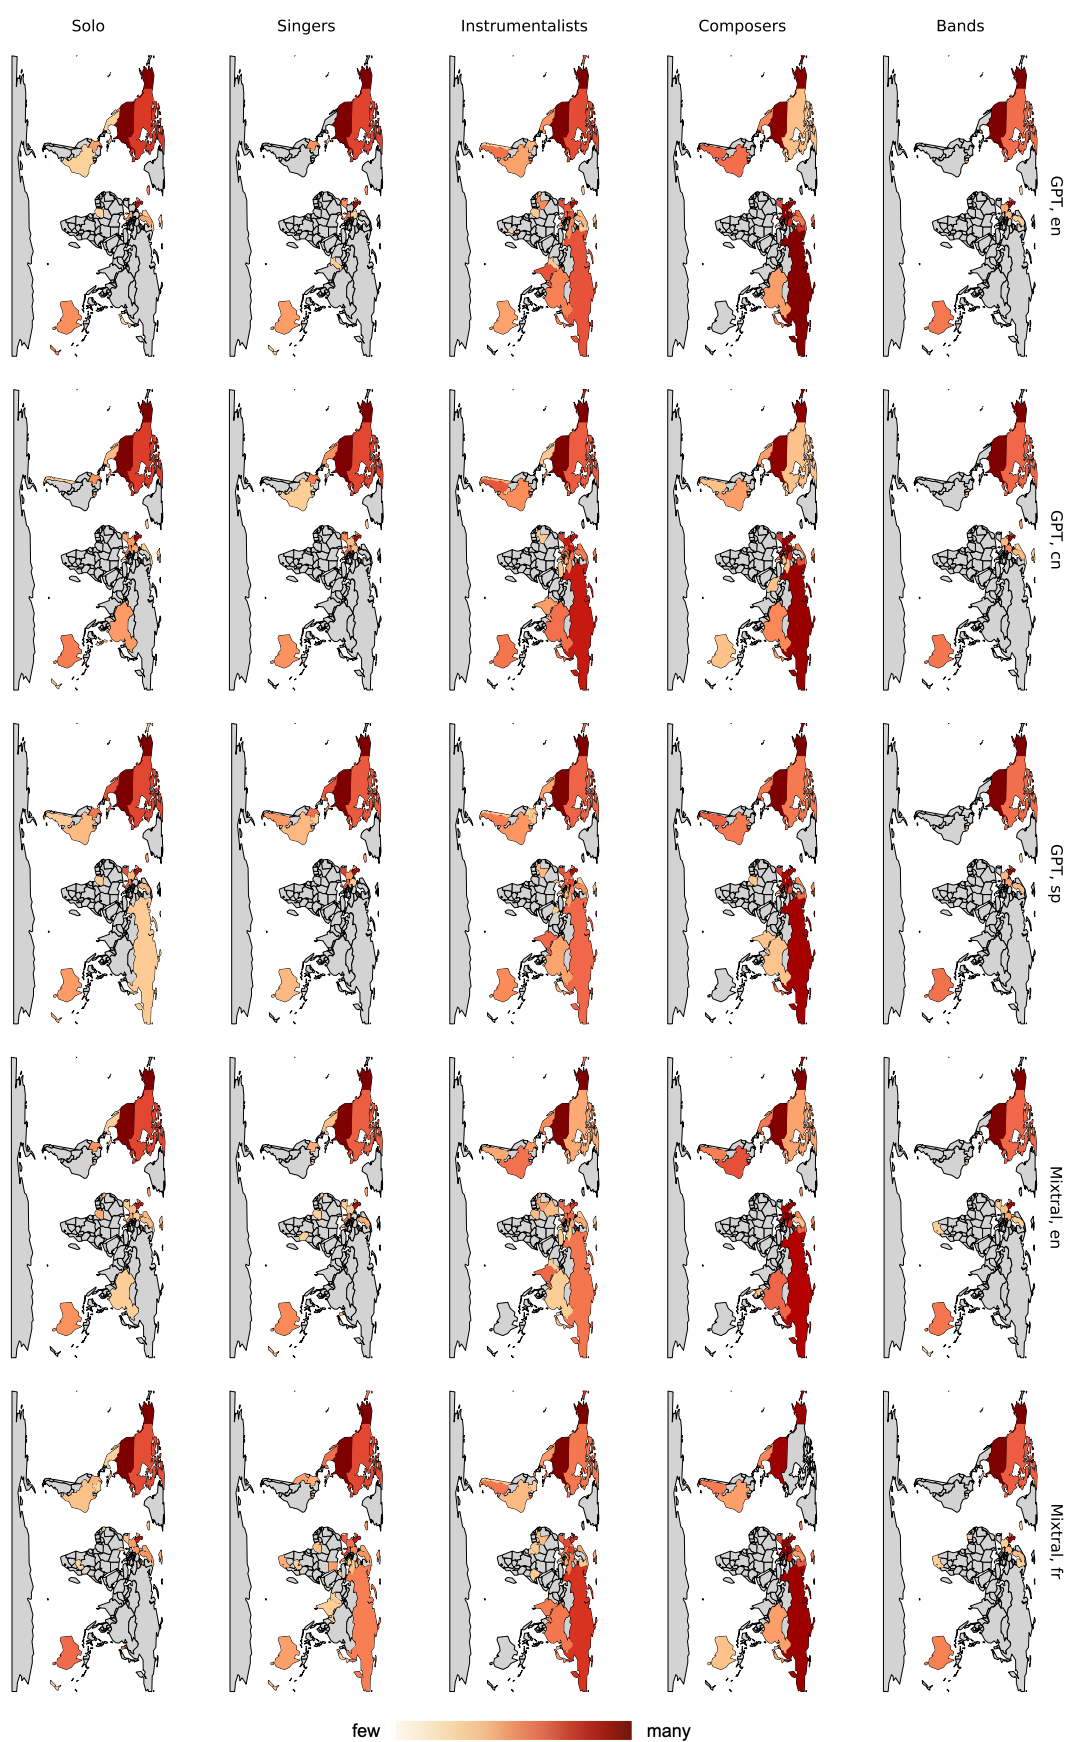 Solo
Singers
Instrumentalists
Composers
Bands
GPT, en
GPT, cn
GPT, sp
Mixtral, en
Mixtral, fr
few
many